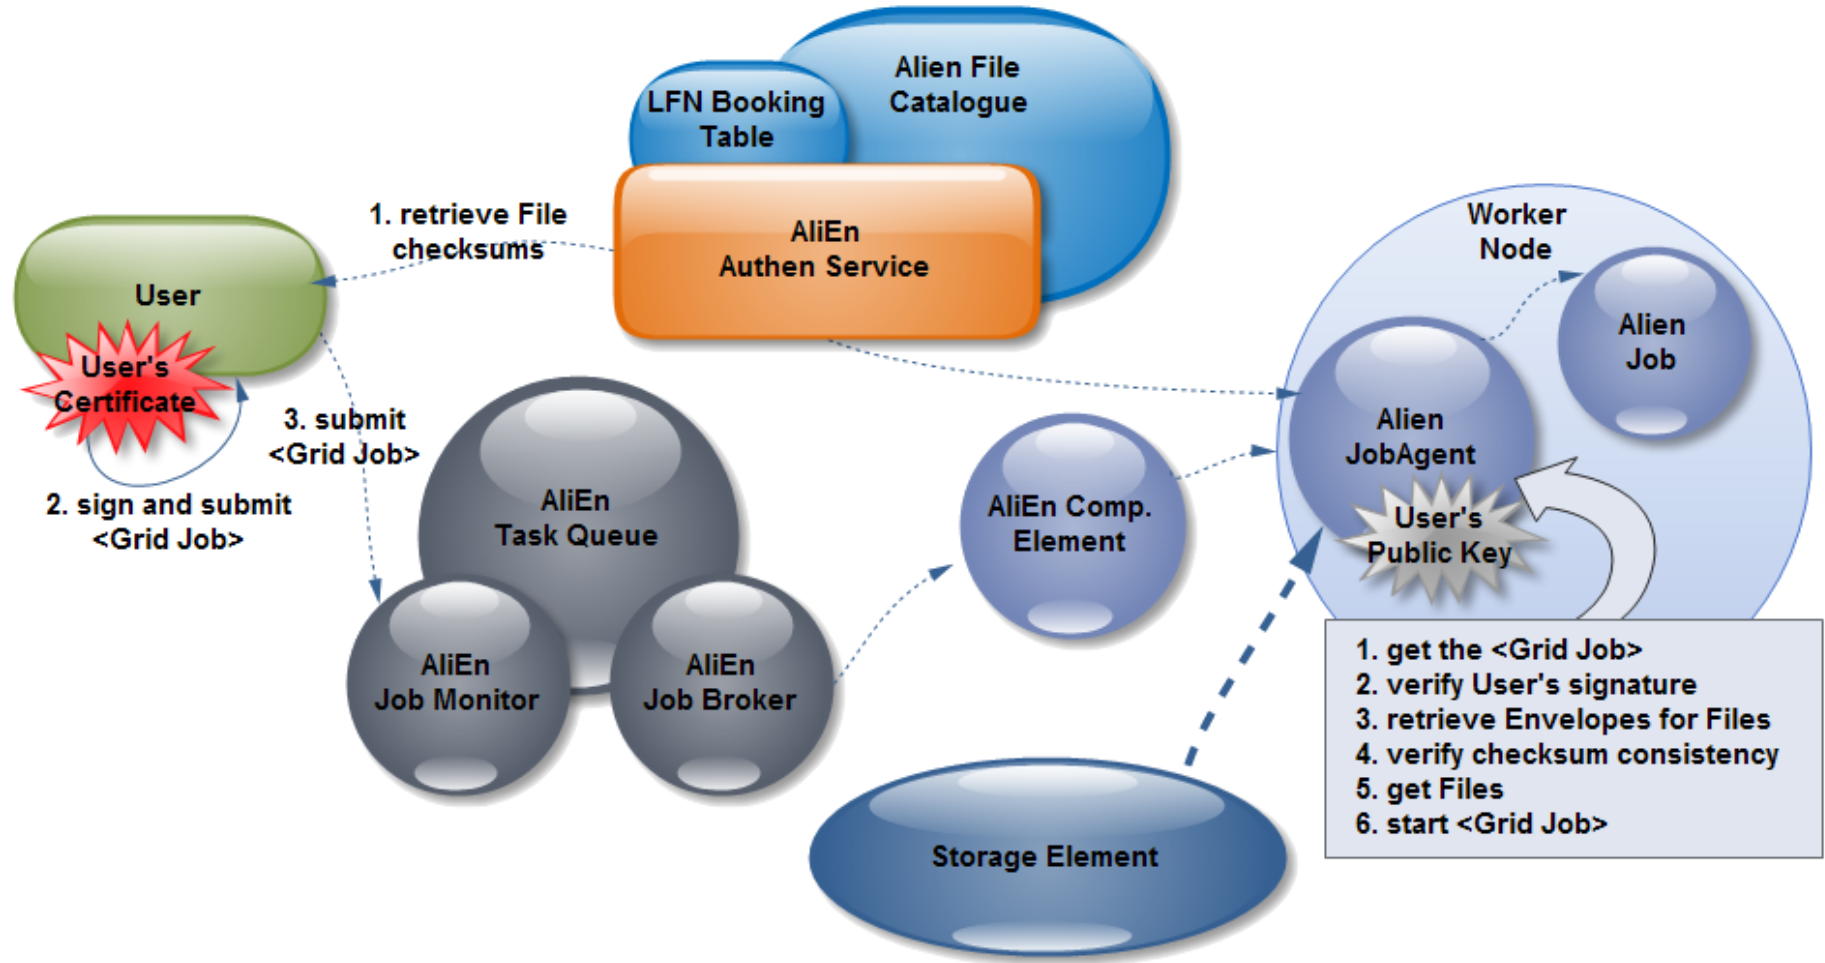 Alien File
Catalogue
LFN Booking
Table
AliEn
Authen Service
1. retrieve File
checksums
User
User's
Certificate
2. sign and submit
<Grid Job>
3. submit
<Grid Job>
AliEn
Task Queue
AliEn
Job Monitor
AliEn
Job Broker
AliEn Comp.
Element
Storage Element
Worker
Node
Alien
Job
Alien
JobAgent
User's
Public Key
1. get the <Grid Job>
2. verify User's signature
3. retrieve Envelopes for Files
4. verify checksum consistency
5. get Files
6. start <Grid Job>